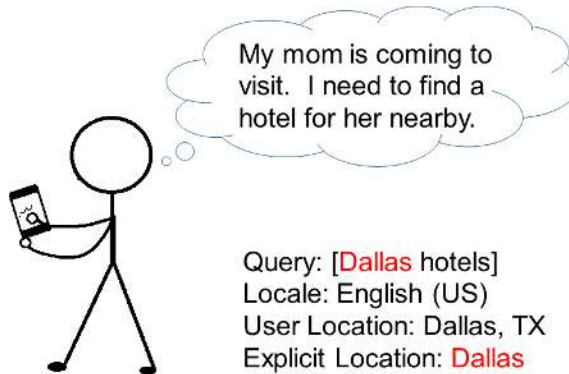 My mom is coming to
visit.  I need to find a
hotel for her nearby.
Query: [Dallas hotels]
Locale: English (US)
User Location: Dallas, TX
Explicit Location: Dallas